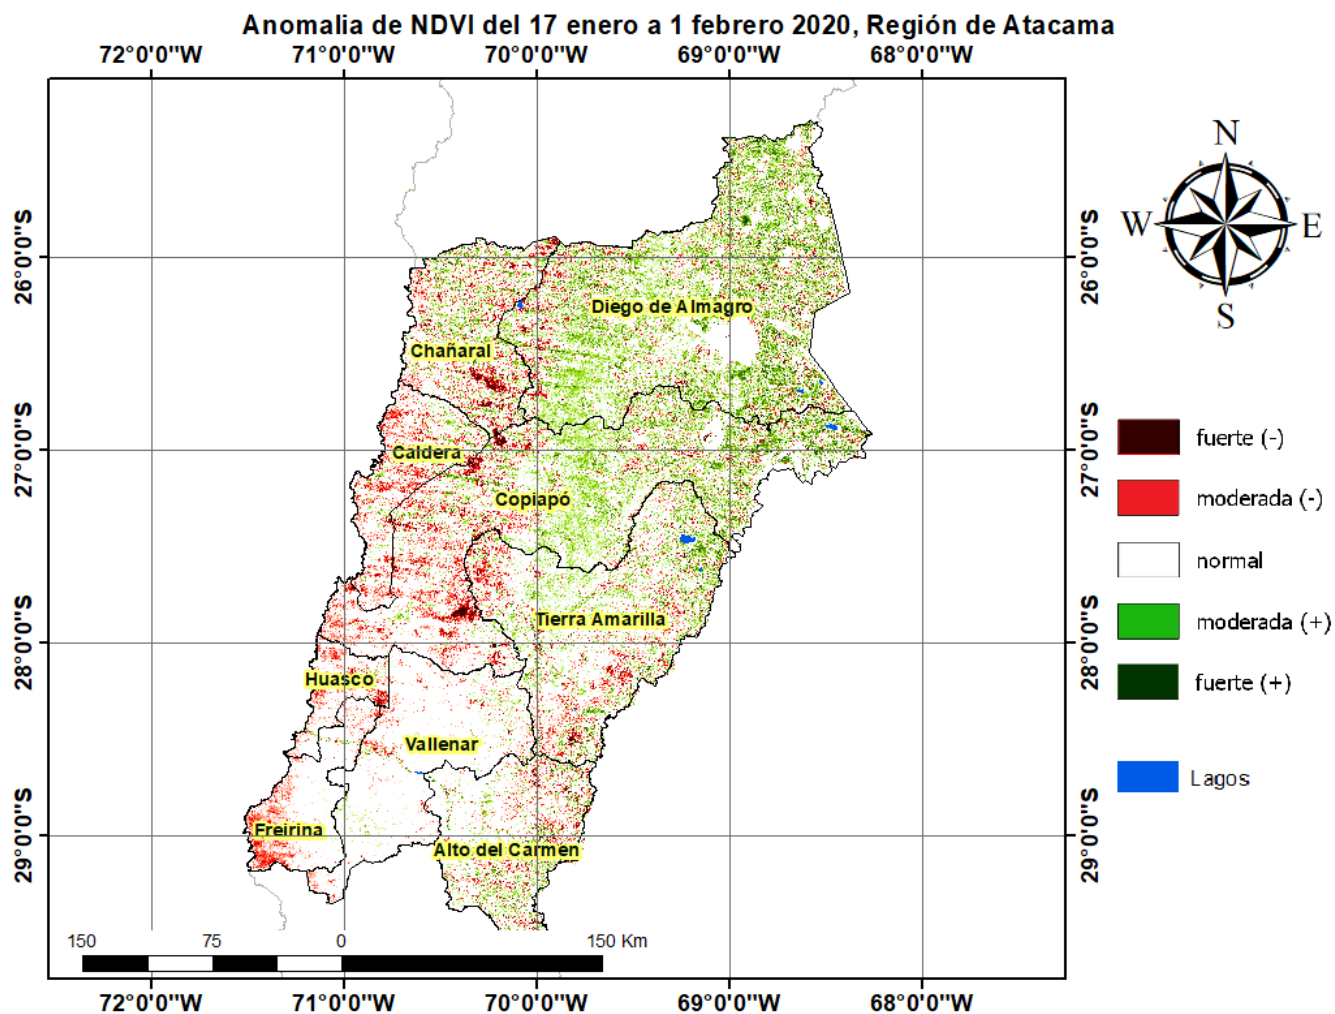 Anomalia de NDVI del 17 enero a 1 febrero 2020, Región de Atacama
72°0'0"W 71°0'0"W 70°0'0"W 69°0'0"W 68°0'0"W
N
W E
S
26°0'0"S 26°0'0"S
Diego de Almagro
Chañaral
27°0'0"S 27°0'0"S
Caldera
Copiapó
fuerte (-)
moderada (-)
normal
moderada (+)
fuerte (+)
Lagos
Tierra Amarilla
28°0'0"S 28°0'0"S
Huasco
Vallenar
29°0'0"S 29°0'0"S
Freirina
Alto del Carmen
150 75 0 150 Km
72°0'0"W 71°0'0"W 70°0'0"W 69°0'0"W 68°0'0"W